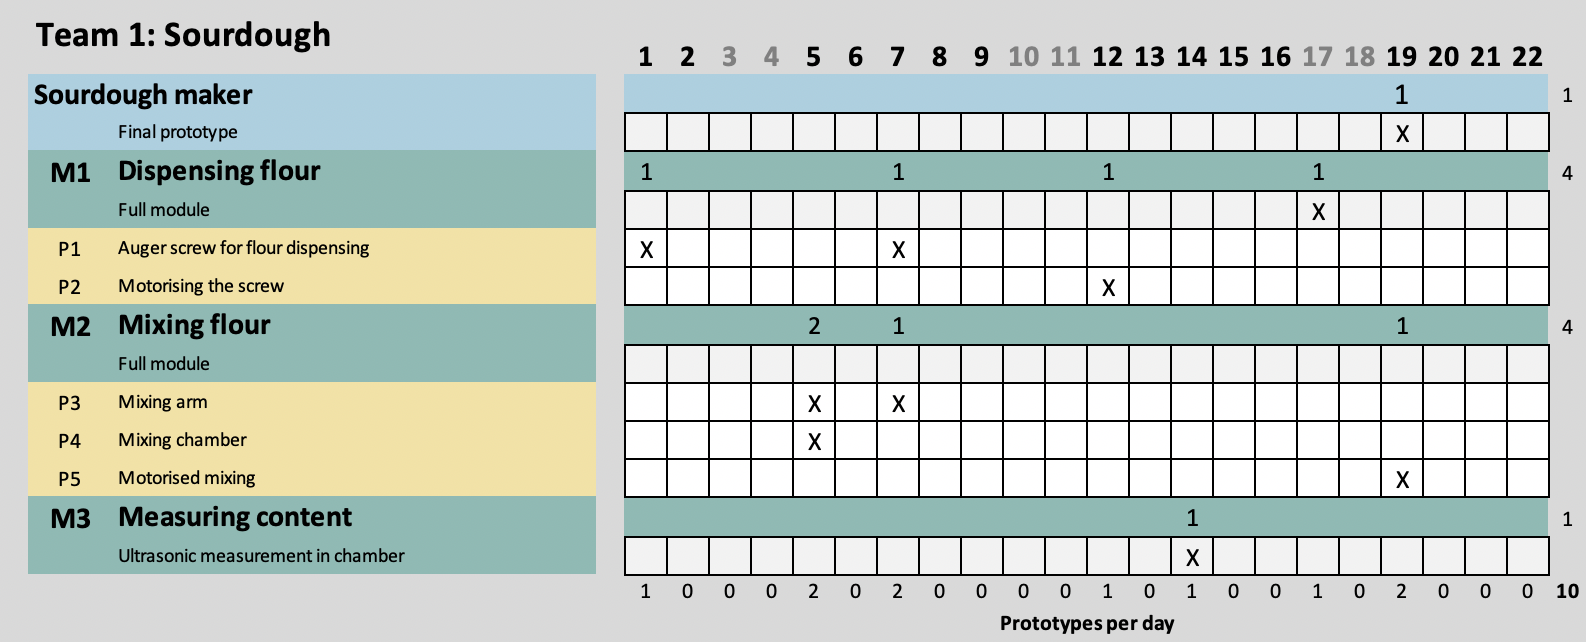 Team 1: Sourdough
1 2 3 4 5 6 7 8 9 10 11 12 13 14 15 16 17 18 19 20 21 22
Sourdough maker 1 1
Final prototype X
M1 Dispensing flour 1 1 1 1 4
Full module X
P1 Auger screw for flour dispensing X X
P2 Motorising the screw X
M2 Mixing flour 2 1 1 4
Full module
P3 Mixing arm X X
P4 Mixing chamber X
P5 Motorised mixing X
M3 Measuring content 1 1
Ultrasonic measurement in chamber X
1 0 0 0 2 0 2 0 0 0 0 1 0 1 0 0 1 0 2 0 0 0 10
Prototypes per day